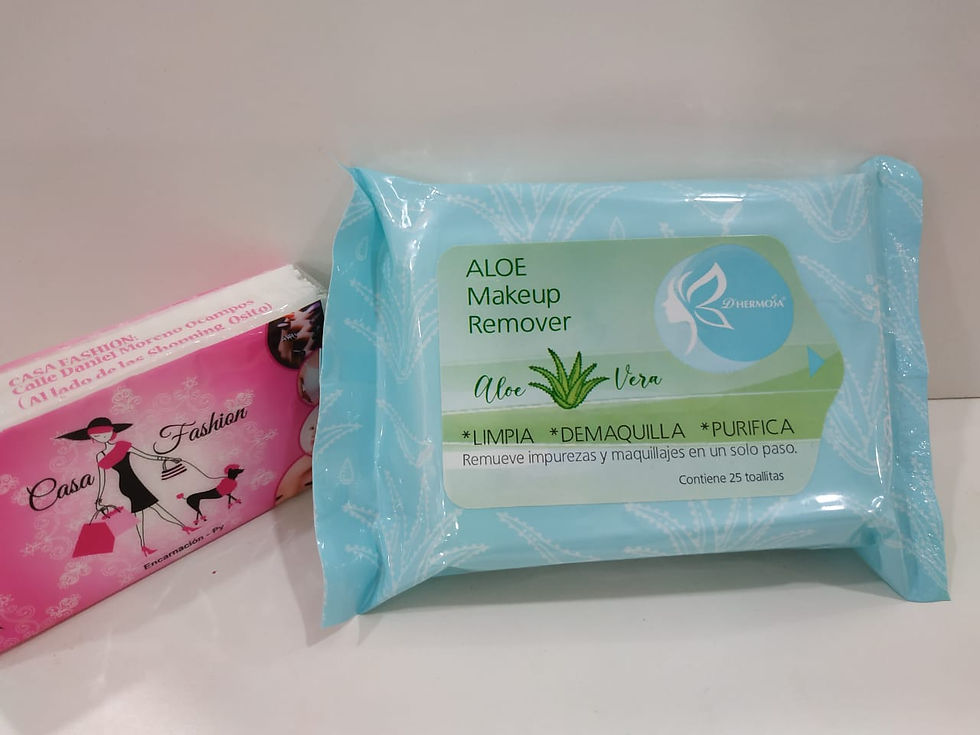 CASA FASHION.
Calle Daniel Moreno Ocampos
(Al lado de las Shopping Osito)
Casa Fashion
Encarnación - Py
ALOE
Makeup
Remover
D'HERMOSA®
Aloe Vera
*LIMPIA *DEMAQUILLA *PURIFICA
Remueve impurezas y maquillajes en un solo paso.
Contiene 25 toallitas